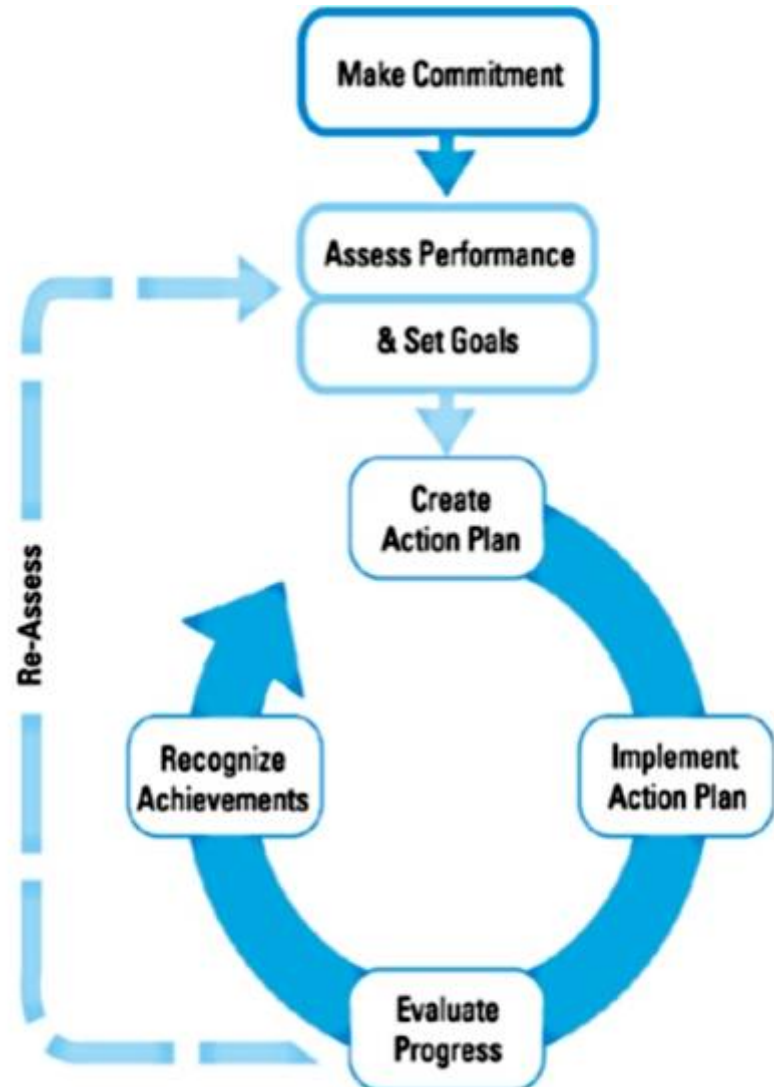 Make Commitment
Assess Performance
& Set Goals
Create
Action Plan
Re-Assess
Recognize
Achievements
Implement
Action Plan
Evaluate
Progress